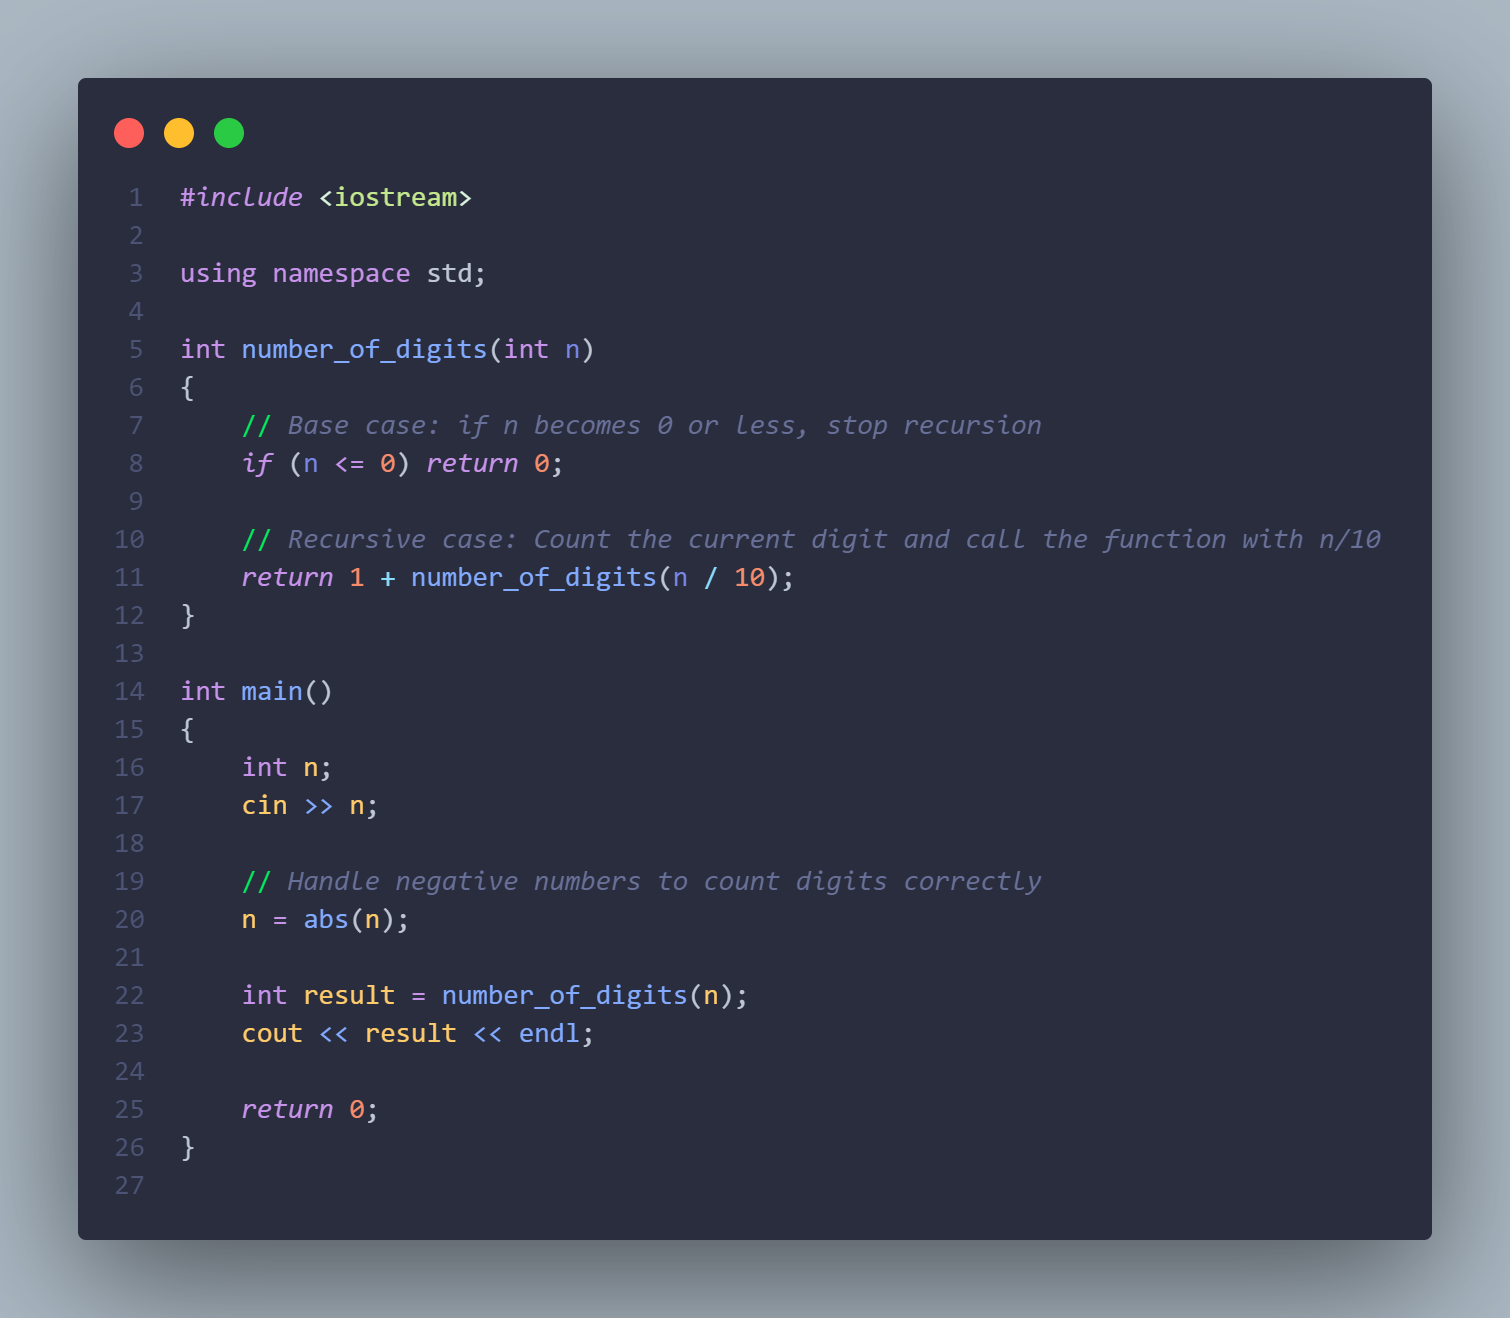 1 #include <iostream>
2
3 using namespace std;
4
5 int number_of_digits(int n)
6 {
7     // Base case: if n becomes 0 or less, stop recursion
8     if (n <= 0) return 0;
9
10     // Recursive case: Count the current digit and call the function with n/10
11     return 1 + number_of_digits(n / 10);
12 }
13
14 int main()
15 {
16     int n;
17     cin >> n;
18
19     // Handle negative numbers to count digits correctly
20     n = abs(n);
21
22     int result = number_of_digits(n);
23     cout << result << endl;
24
25     return 0;
26 }
27